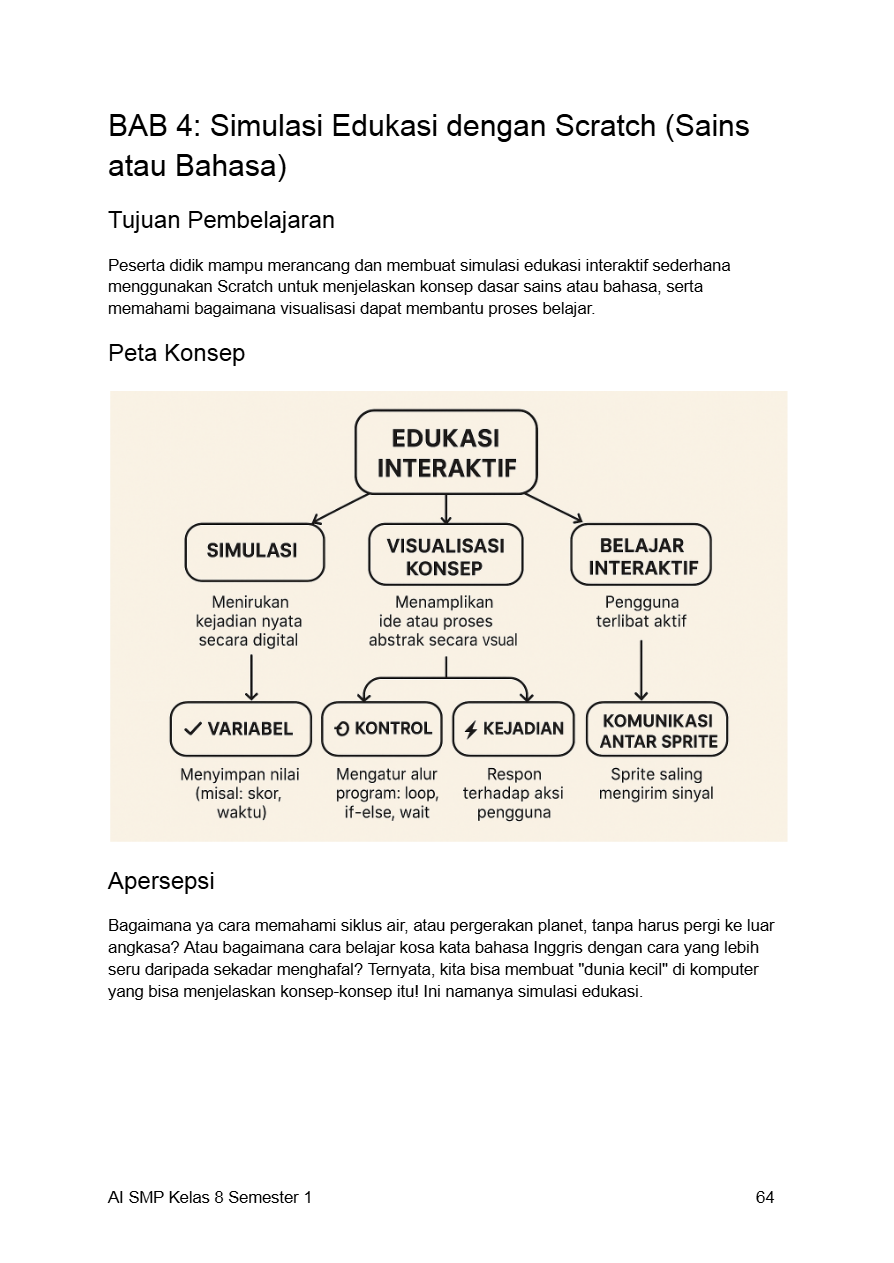 BAB 4: Simulasi Edukasi dengan Scratch (Sains
atau Bahasa)
Tujuan Pembelajaran
Peserta didik mampu merancang dan membuat simulasi edukasi interaktif sederhana
menggunakan Scratch untuk menjelaskan konsep dasar sains atau bahasa, serta
memahami bagaimana visualisasi dapat membantu proses belajar.
Peta Konsep
EDUKASI
INTERAKTIF
SIMULASI
Menirukan
kejadian nyata
secara digital
VISUALISASI
KONSEP
Menamplikan
ide atau proses
abstrak secara vsual
BELAJAR
INTERAKTIF
Pengguna
terlibat aktif
VARIABEL
Menyimpan nilai
(misal: skor,
waktu)
KONTROL
Mengatur alur
program: loop,
if-else, wait
KEJADIAN
Respon
terhadap aksi
pengguna
KOMUNIKASI
ANTAR SPRITE
Sprite saling
mengirim sinyal
Apersepsi
Bagaimana ya cara memahami siklus air, atau pergerakan planet, tanpa harus pergi ke luar
angkasa? Atau bagaimana cara belajar kosa kata bahasa Inggris dengan cara yang lebih
seru daripada sekadar menghafal? Ternyata, kita bisa membuat "dunia kecil" di komputer
yang bisa menjelaskan konsep-konsep itu! Ini namanya simulasi edukasi.
AI SMP Kelas 8 Semester 1
64